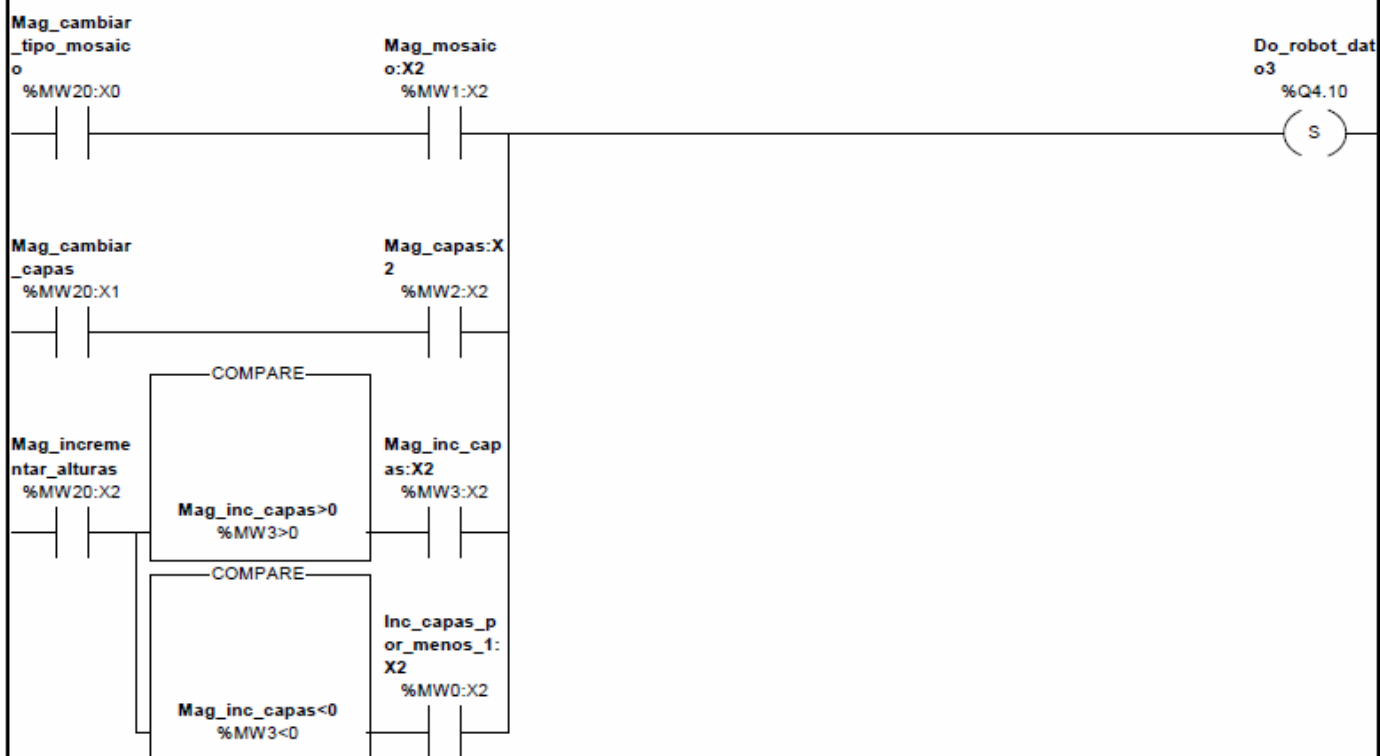 Mag_cambiar
_tipo_mosaic
o
%MW20:X0
Mag_mosaic
o:X2
%MW1:X2
Do_robot_dat
o3
%Q4.10
S
Mag_cambiar
_capas
%MW20:X1
Mag_capas:X
2
%MW2:X2
COMPARE
Mag_increme
ntar_alturas
%MW20:X2
Mag_inc_capas>0
%MW3>0
Mag_inc_cap
as:X2
%MW3:X2
COMPARE
Mag_inc_capas<0
%MW3<0
Inc_capas_p
or_menos_1:
X2
%MW0:X2